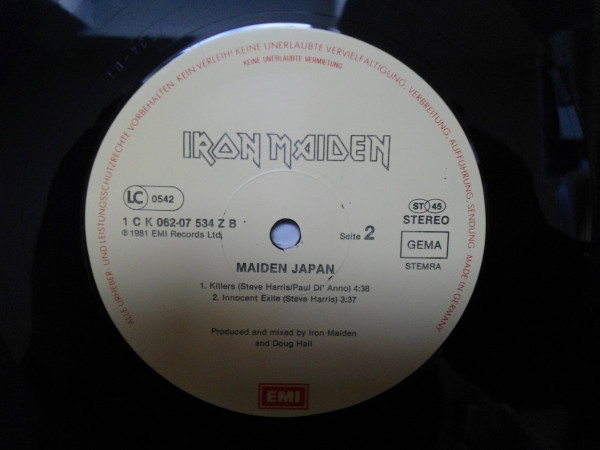 ALLE URHEBER- UND LEISTUNGSSCHUTZRECHTE VORBEHALTEN. KEIN VERLEIH! KEINE UNERLAUBTE VERVIELFÄLTIGUNG, VERBREITUNG, AUFFÜHRUNG, SENDUNG MADE IN GERMANY
KEINE UNERLAUBTE VERMIETUNG
IRON MAIDEN
LC 0542
ST 45
1 C K 062-07 534 Z B
STEREO
℗1981 EMI Records Ltd.
Seite 2
GEMA
STEMRA
MAIDEN JAPAN
1. Killers (Steve Harris/Paul Di' Anno) 4:38
2. Innocent Exile (Steve Harris) 3:37
Produced and mixed by Iron Maiden
and Doug Hall
EMI